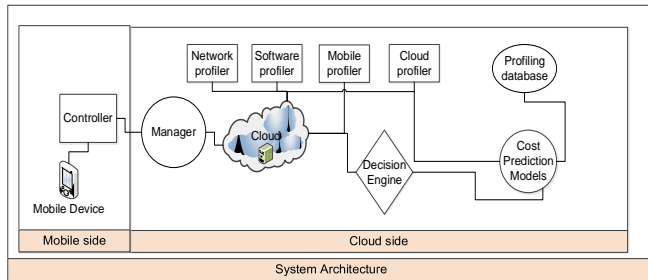 Network
profiler
Software
profiler
Mobile
profiler
Cloud
profiler
Profiling
database
Controller
Manager
Cloud
Decision
Engine
Cost
Prediction
Models
Mobile Device
Mobile side
Cloud side
System Architecture